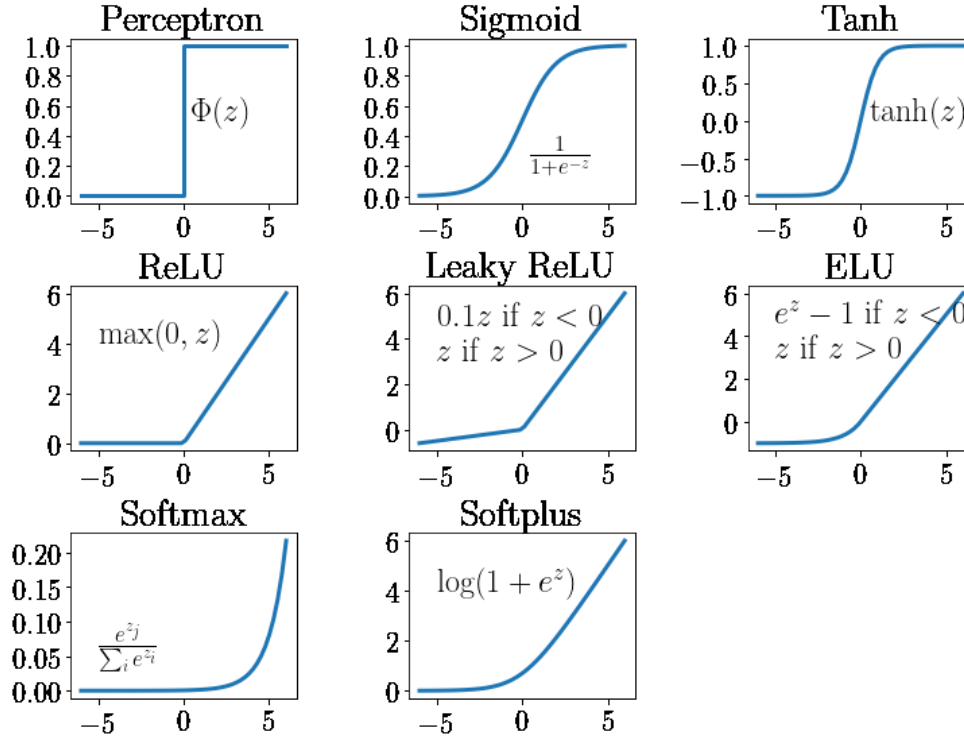 Perceptron
1.0
0.8
0.6
0.4
0.2
0.0
Φ(z)
−5 0 5
Sigmoid
1.0
0.8
0.6
0.4
0.2
0.0
1/(1+e^{−z})
−5 0 5
Tanh
1.0
0.5
0.0
−0.5
−1.0
tanh(z)
−5 0 5
ReLU
6
4
2
0
max(0, z)
−5 0 5
Leaky ReLU
6
4
2
0
0.1z if z < 0
z if z > 0
−5 0 5
ELU
6
4
2
0
e^z − 1 if z < 0
z if z > 0
−5 0 5
Softmax
0.20
0.15
0.10
0.05
0.00
e^{z_j}/∑_i e^{z_i}
−5 0 5
Softplus
6
4
2
0
log(1 + e^z)
−5 0 5